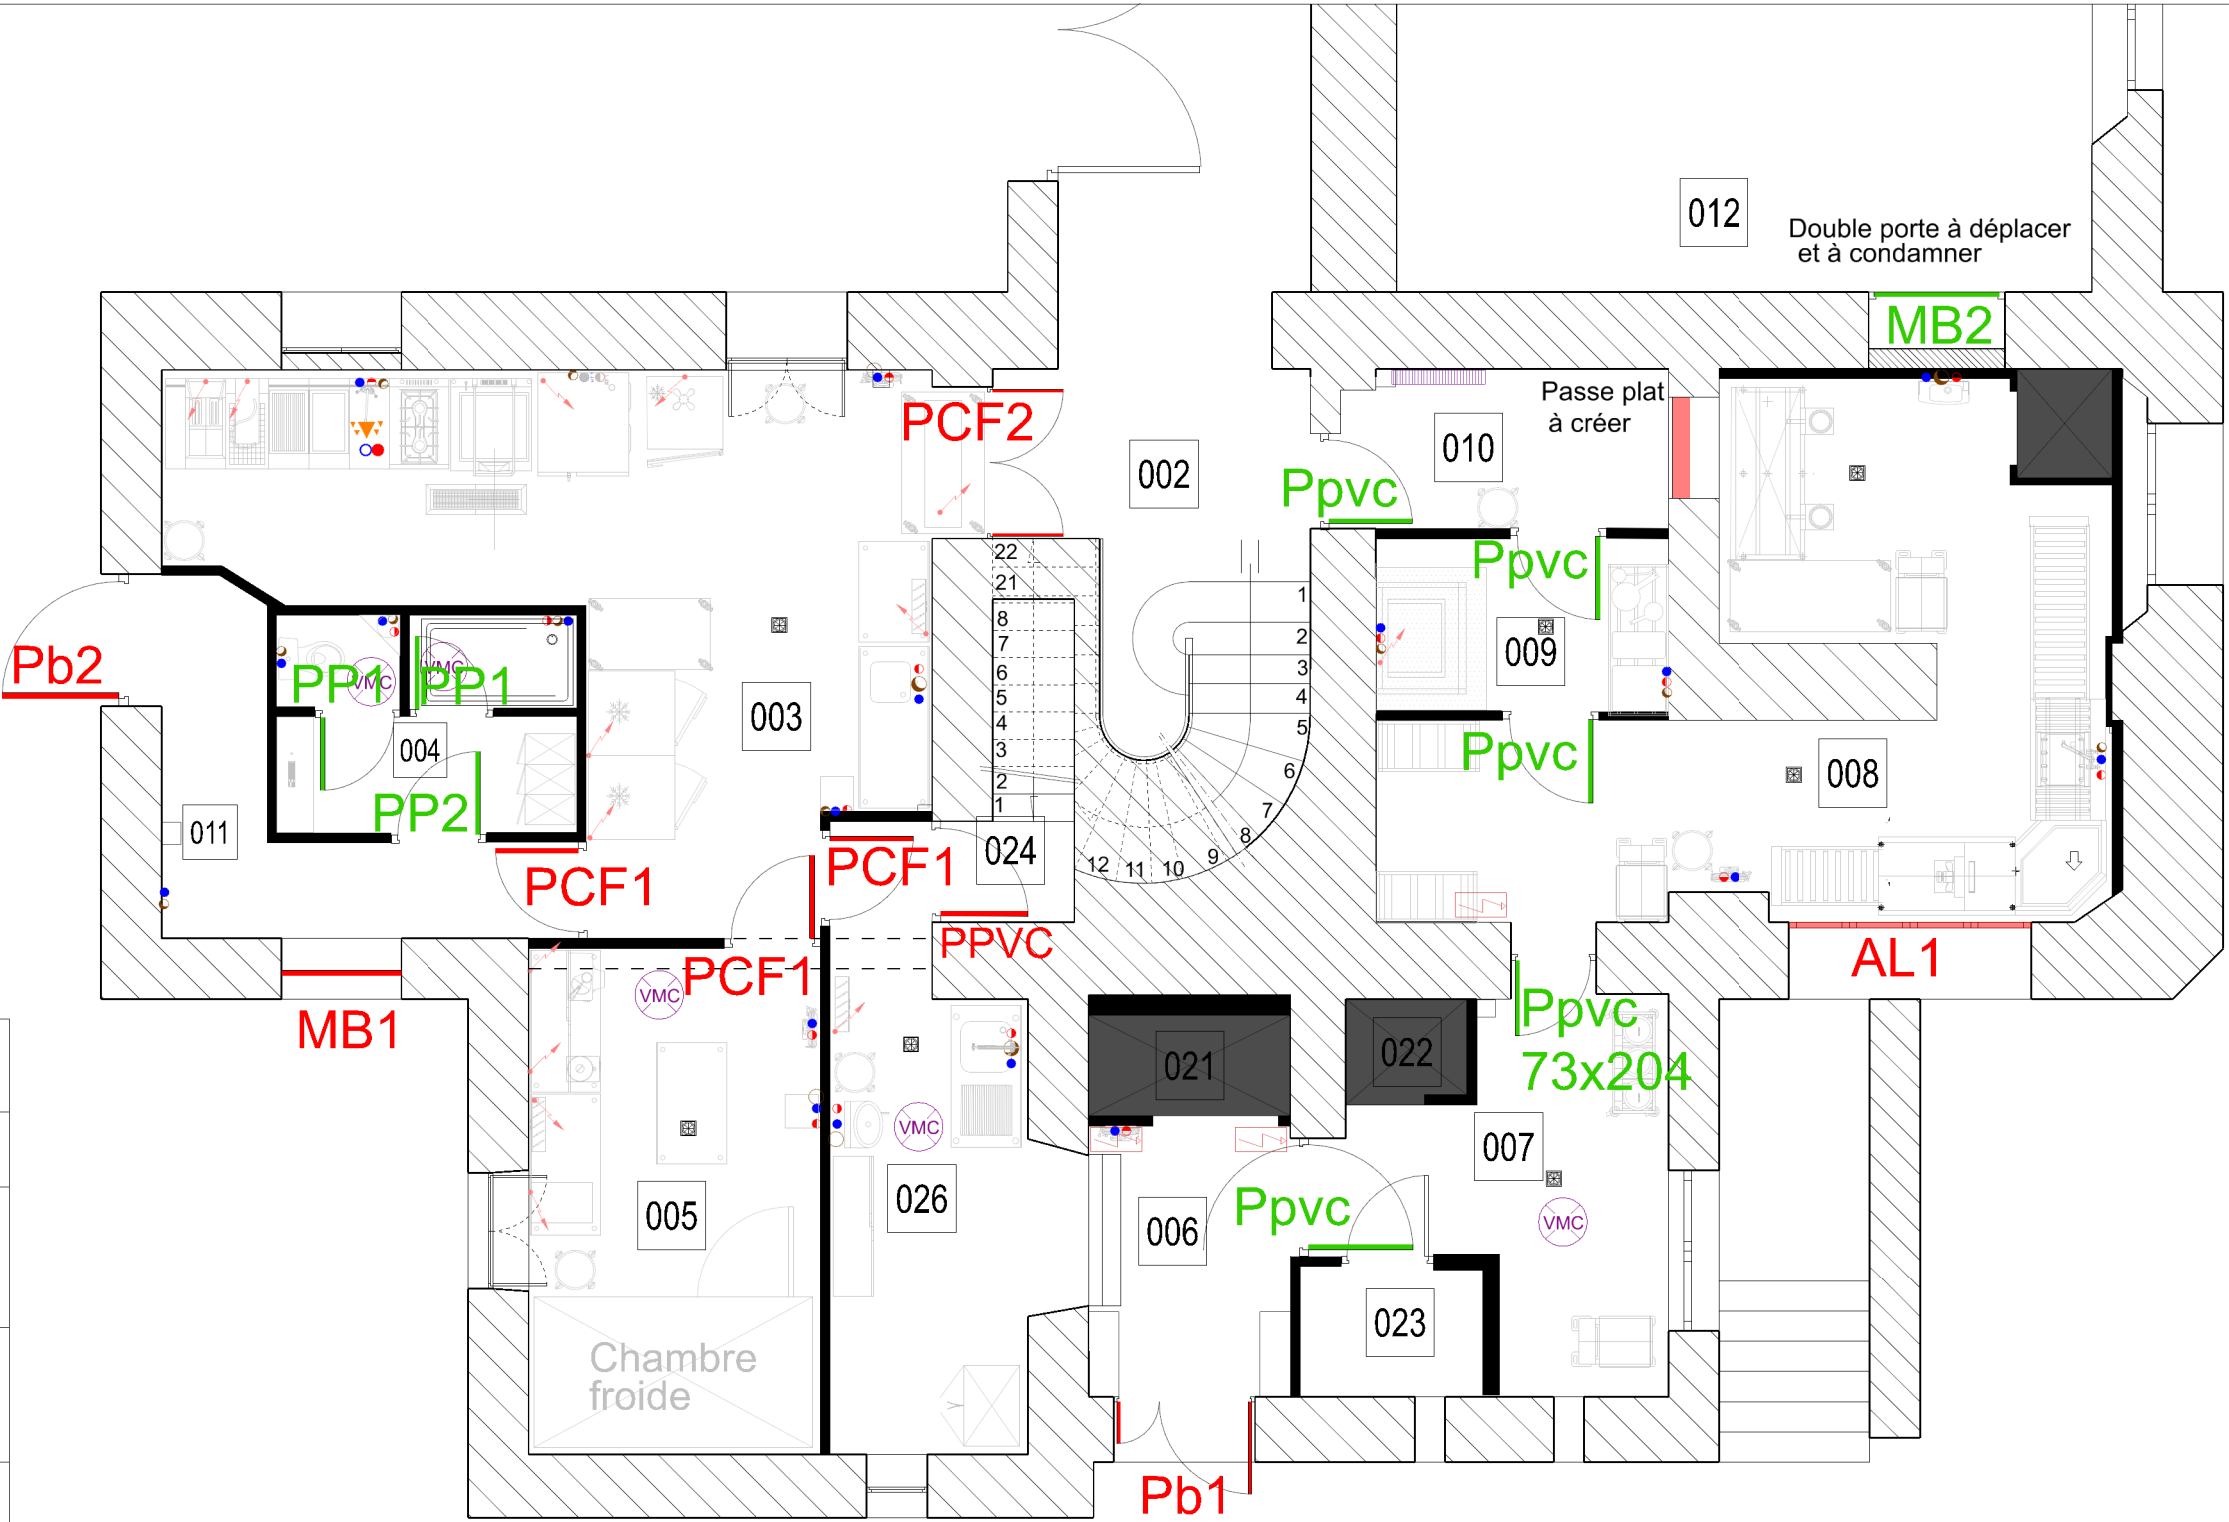 012
Double porte à déplacer
et à condamner
MB2
PCF2
Passe plat
à créer
002
010
Ppvc
22
21
8
7
6
5
4
3
2
1
1
2
3
4
5
6
7
8
9
10
11
12
Ppvc
009
Pb2
PP1
VMC
VMC
PP1
003
004
PP2
Ppvc
008
011
PCF1
PCF1
024
PPVC
PCF1
AL1
MB1
VMC
Ppvc
73x204
021
022
VMC
007
005
026
006
Ppvc
VMC
023
Chambre
froide
Pb1